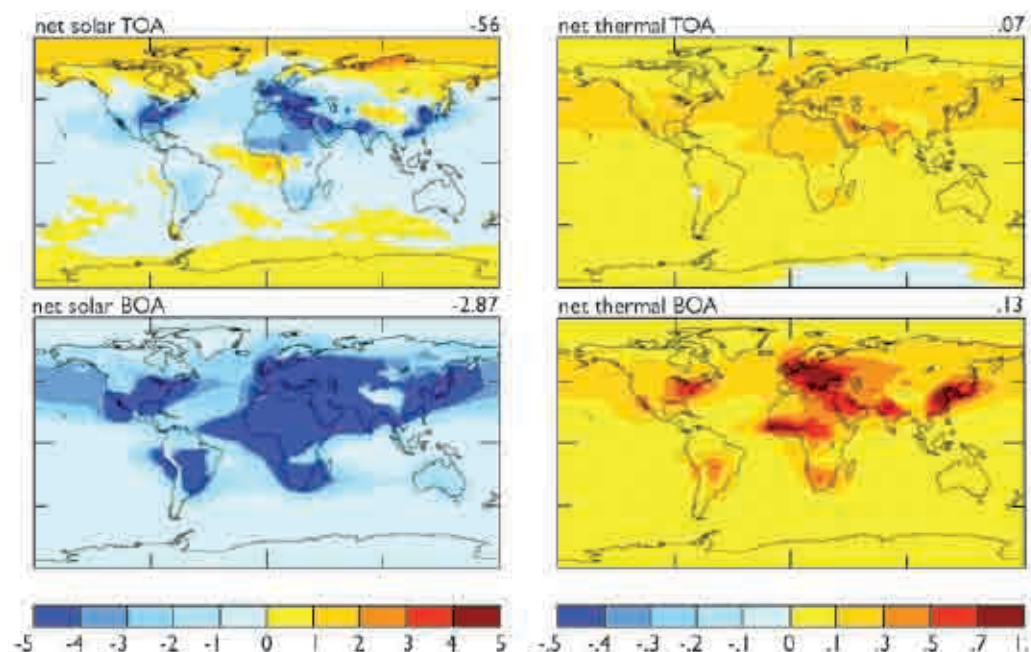 net solar TOA -56
net thermal TOA .07
net solar BOA -2.87
net thermal BOA .13
-5 -4 -3 -2 -1 0 1 2 3 4 5
-.5 -.4 -.3 -.2 -.1 0 .1 .3 .5 .7 1.